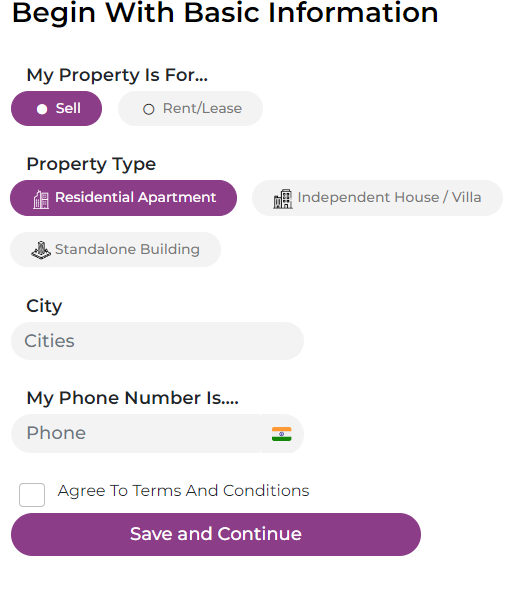 Begin With Basic Information
My Property Is For...
Sell
Rent/Lease
Property Type
Residential Apartment
Independent House / Villa
Standalone Building
City
Cities
My Phone Number Is....
Phone
Agree To Terms And Conditions
Save and Continue